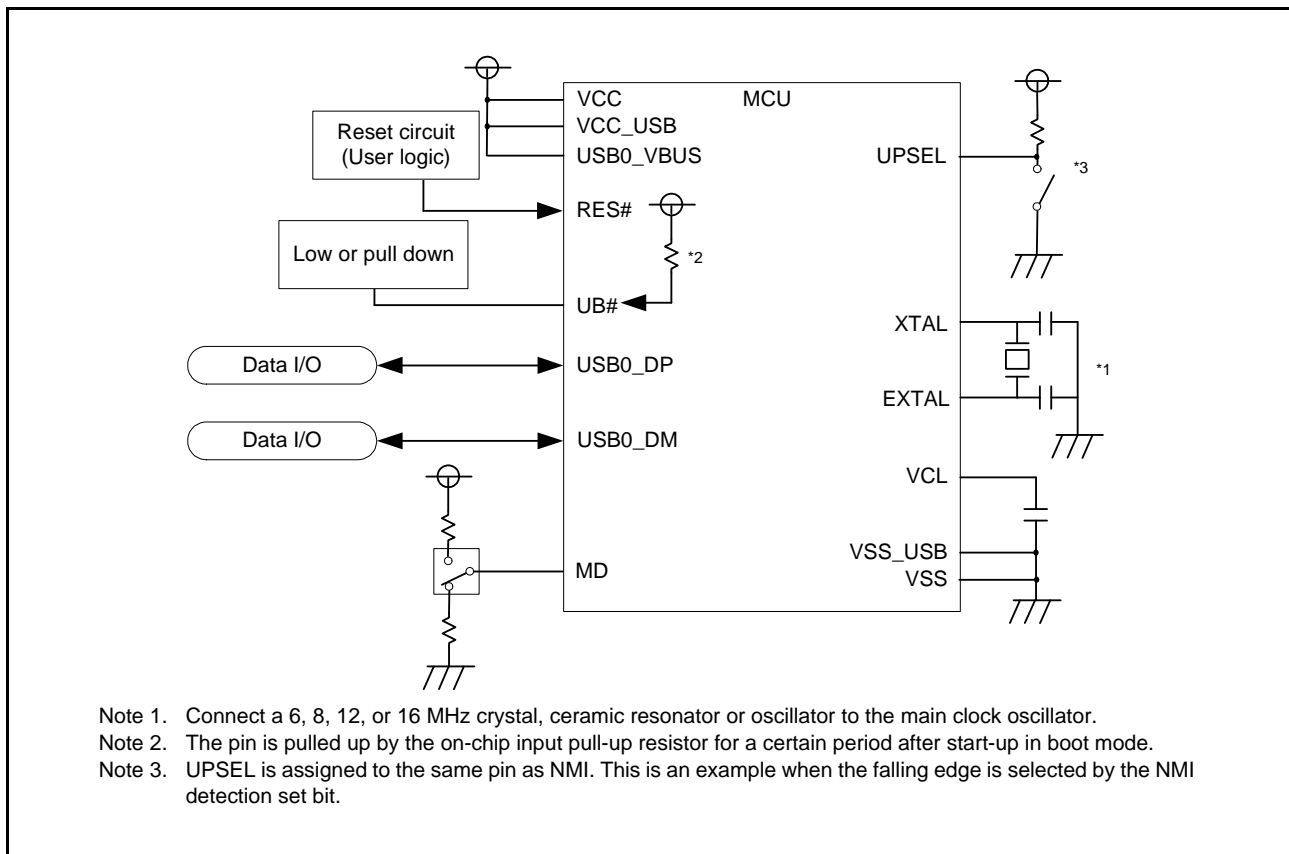 VCC
MCU
VCC_USB
Reset circuit
(User logic)
USB0_VBUS
UPSEL
*3
RES#
Low or pull down
*2
UB#
XTAL
Data I/O
USB0_DP
*1
EXTAL
Data I/O
USB0_DM
VCL
VSS_USB
MD
VSS
Note 1. Connect a 6, 8, 12, or 16 MHz crystal, ceramic resonator or oscillator to the main clock oscillator.
Note 2. The pin is pulled up by the on-chip input pull-up resistor for a certain period after start-up in boot mode.
Note 3. UPSEL is assigned to the same pin as NMI. This is an example when the falling edge is selected by the NMI
detection set bit.